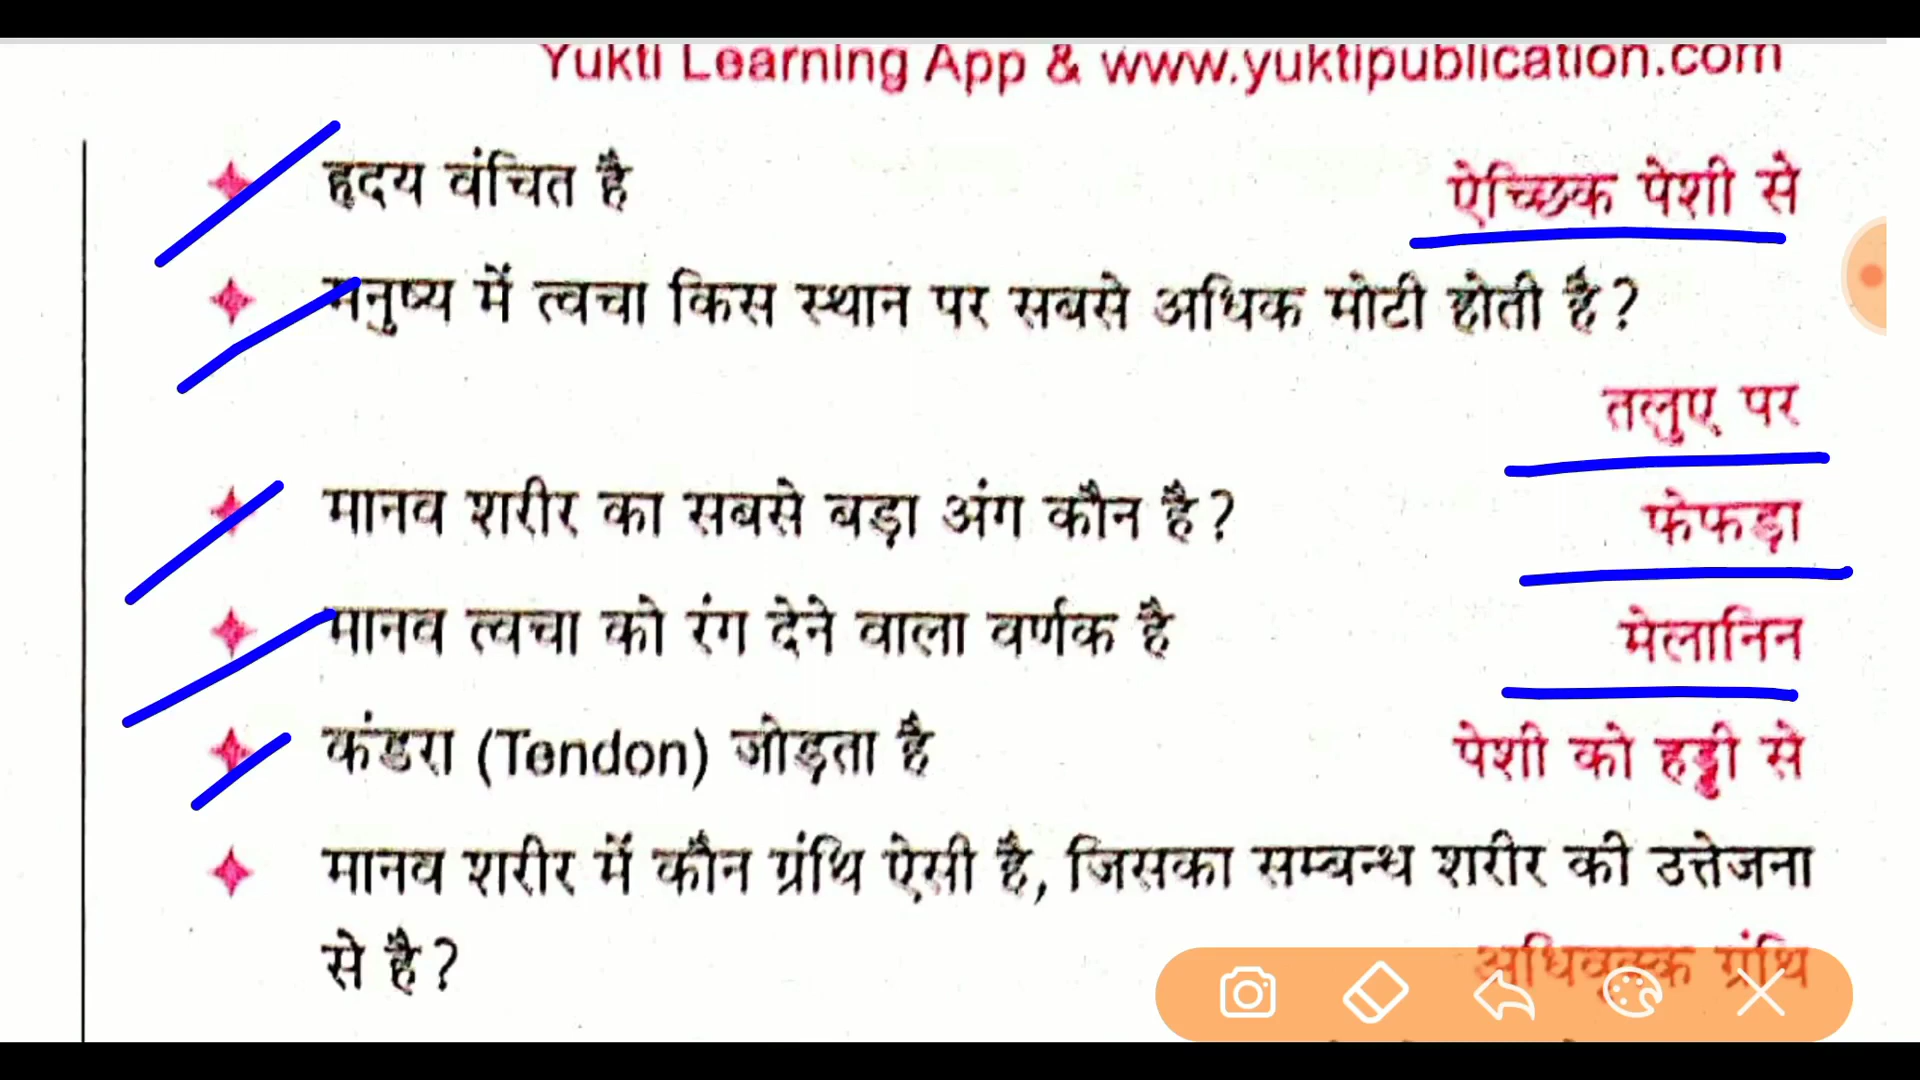 Yukti Learning App & www.yuktipublication.com
हृदय वंचित है ऐच्छिक पेशी से
मनुष्य में त्वचा किस स्थान पर सबसे अधिक मोटी होती है?
तलुए पर
मानव शरीर का सबसे बड़ा अंग कौन है? फेफड़ा
मानव त्वचा को रंग देने वाला वर्णक है मेलानिन
कंडरा (Tendon) जोड़ता है पेशी को हड्डी से
मानव शरीर में कौन ग्रंथि ऐसी है, जिसका सम्बन्ध शरीर की उत्तेजना
से है? अधिवृक्क ग्रंथि